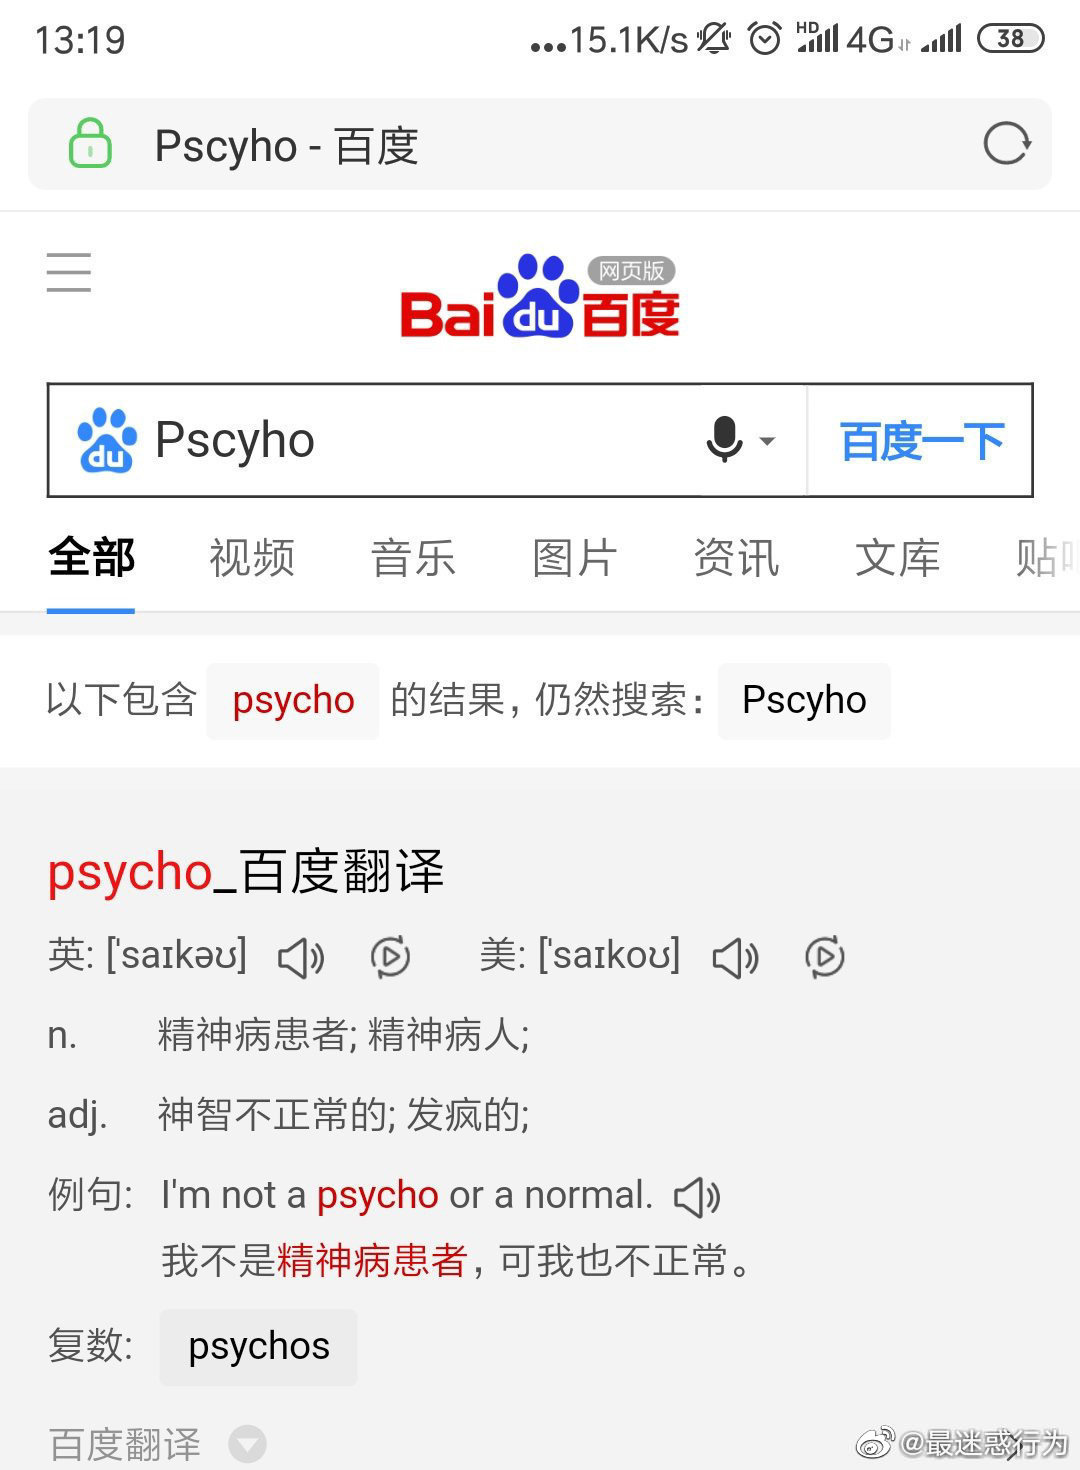 13:19 ...15.1K/s HD 4G 38
Pscyho - 百度
Bai du 百度 网页版
du Pscyho 百度一下
全部 视频 音乐 图片 资讯 文库 贴
以下包含 psycho 的结果，仍然搜索： Pscyho
psycho_百度翻译
英: ['saɪkəʊ] 美: ['saɪkoʊ]
n. 精神病患者; 精神病人;
adj. 神智不正常的; 发疯的;
例句: I'm not a psycho or a normal.
我不是精神病患者，可我也不正常。
复数: psychos
百度翻译
@最迷惑行为